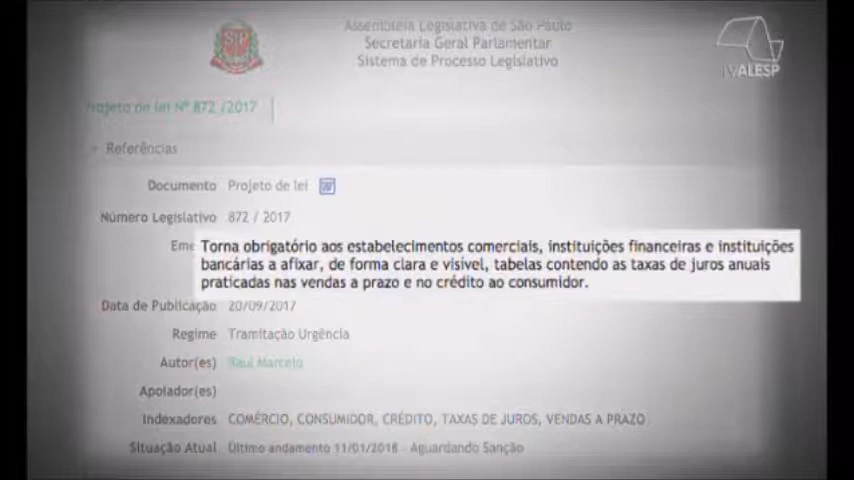 Assembleia Legislativa de São Paulo
Secretaria Geral Parlamentar
Sistema de Processo Legislativo
SP
TVALESP
Projeto de lei Nº 872 /2017
Referências
Documento Projeto de lei
Número Legislativo 872 / 2017
Eme Torna obrigatório aos estabelecimentos comerciais, instituições financeiras e instituições
bancárias a afixar, de forma clara e visível, tabelas contendo as taxas de juros anuais
praticadas nas vendas a prazo e no crédito ao consumidor.
Data de Publicação 20/09/2017
Regime Tramitação Urgência
Autor(es) Raul Marcelo
Apoiador(es)
Indexadores COMÉRCIO, CONSUMIDOR, CRÉDITO, TAXAS DE JUROS, VENDAS A PRAZO
Situação Atual Último andamento 11/01/2018 - Aguardando Sanção